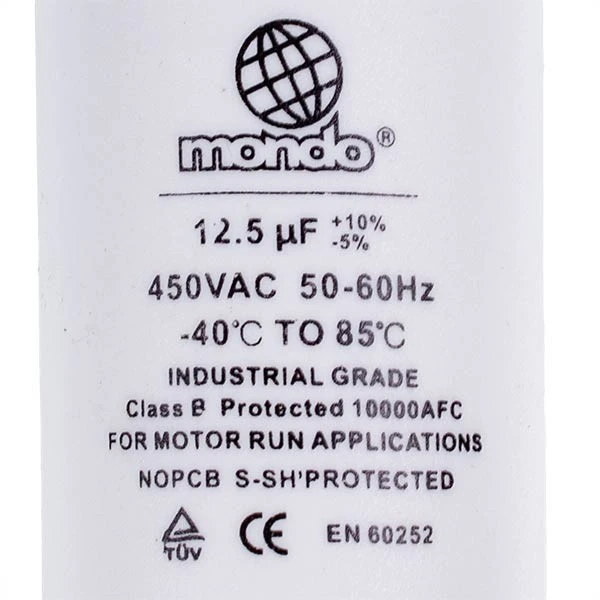 mondo®
12.5 µF +10% -5%
450VAC 50-60Hz
-40℃ TO 85℃
INDUSTRIAL GRADE
Class B Protected 10000AFC
FOR MOTOR RUN APPLICATIONS
NOPCB S-SH'PROTECTED
TÜV CE EN 60252